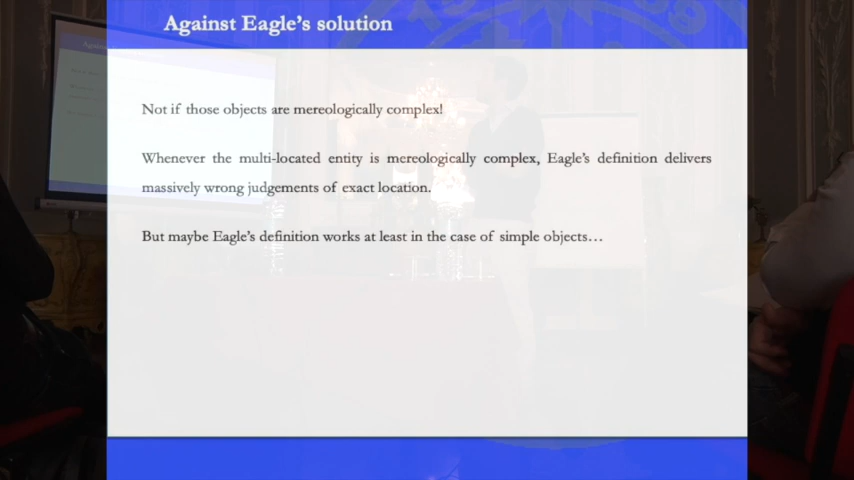 Against Eagle's solution
Not if those objects are mereologically complex!
Whenever the multi-located entity is mereologically complex, Eagle's definition delivers
massively wrong judgements of exact location.
But maybe Eagle's definition works at least in the case of simple objects…